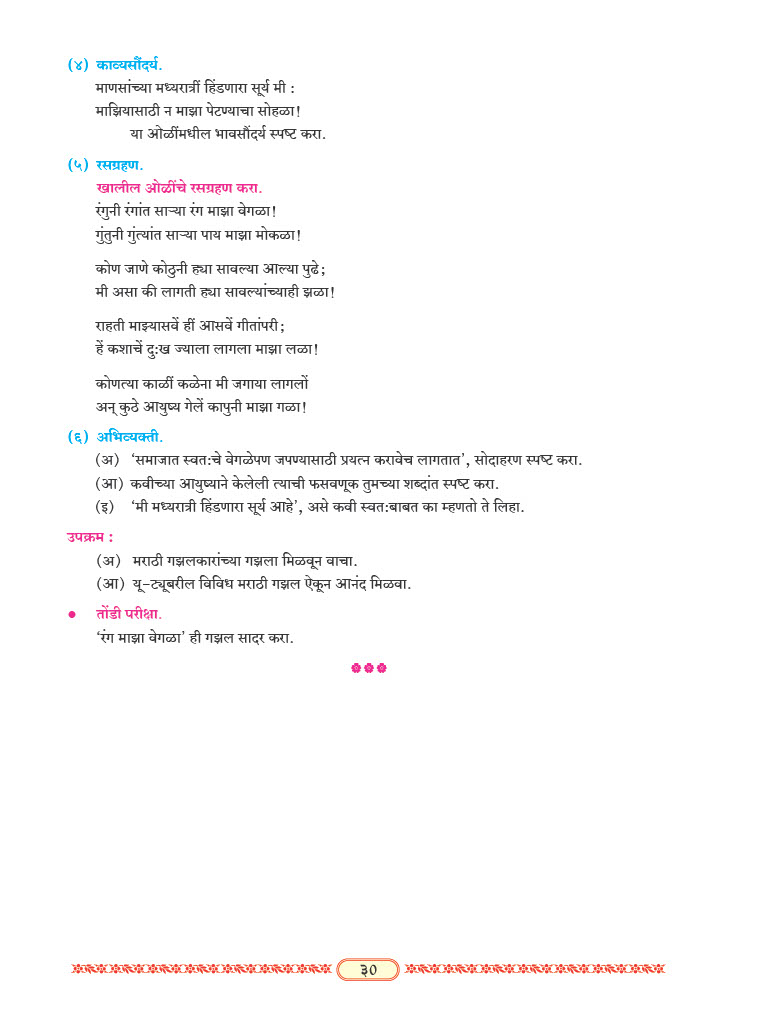 (४) काव्यसौंदर्य.
माणसांच्या मध्यरात्रीं हिंडणारा सूर्य मी :
माझियासाठी न माझा पेटण्याचा सोहळा!
या ओळींमधील भावसौंदर्य स्पष्ट करा.
(५) रसग्रहण.
खालील ओळींचे रसग्रहण करा.
रंगुनी रंगांत साऱ्या रंग माझा वेगळा!
गुंतुनी गुंत्यांत साऱ्या पाय माझा मोकळा!
कोण जाणे कोठुनी ह्या सावल्या आल्या पुढे;
मी असा की लागती ह्या सावल्यांच्याही झळा!
राहती माझ्यासवें हीं आसवें गीतांपरी;
हें कशाचें दुःख ज्याला लागला माझा लळा!
कोणत्या काळीं कळेना मी जगाया लागलों
अन् कुठे आयुष्य गेलें कापुनी माझा गळा!
(६) अभिव्यक्ती.
(अ) ‘समाजात स्वतःचे वेगळेपण जपण्यासाठी प्रयत्न करावेच लागतात’, सोदाहरण स्पष्ट करा.
(आ) कवीच्या आयुष्याने केलेली त्याची फसवणूक तुमच्या शब्दांत स्पष्ट करा.
(इ) ‘मी मध्यरात्री हिंडणारा सूर्य आहे’, असे कवी स्वतःबाबत का म्हणतो ते लिहा.
उपक्रम :
(अ) मराठी गझलकारांच्या गझला मिळवून वाचा.
(आ) यू-ट्यूबरील विविध मराठी गझल ऐकून आनंद मिळवा.
• तोंडी परीक्षा.
‘रंग माझा वेगळा’ ही गझल सादर करा.
३०